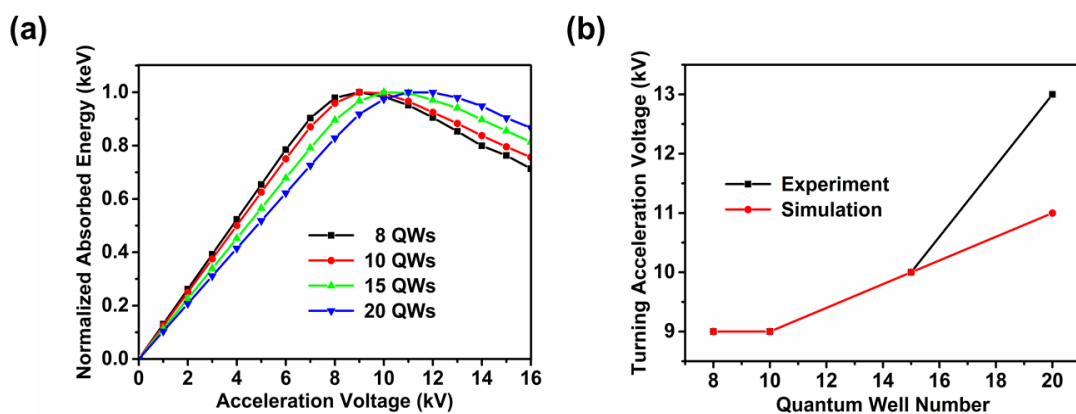 (a)
Normalized Absorbed Energy (keV)
1.0
0.8
0.6
0.4
0.2
0.0
0 2 4 6 8 10 12 14 16
Acceleration Voltage (kV)
8 QWs
10 QWs
15 QWs
20 QWs
(b)
Turning Acceleration Voltage (kV)
13
12
11
10
9
8 10 12 14 16 18 20
Quantum Well Number
Experiment
Simulation